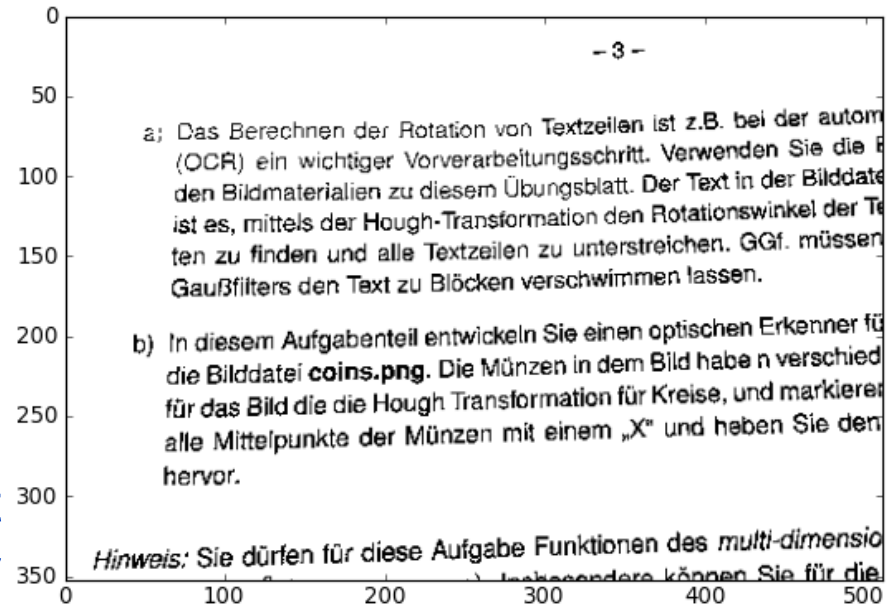 0
– 3 –
50
a; Das Berechnen der Rotation von Textzeilen ist z.B. bei der autom
100
(OCR) ein wichtiger Vorverarbeitungsschritt. Verwenden Sie die
den Bildmaterialien zu diesem Übungsblatt. Der Text in der Bilddate
ist es, mittels der Hough-Transformation den Rotationswinkel der Te
150
ten zu finden und alle Textzeilen zu unterstreichen. GGf. müssen
Gaußfilters den Text zu Blöcken verschwimmen lassen.
200
b) In diesem Aufgabenteil entwickeln Sie einen optischen Erkenner fü
die Bilddatei coins.png. Die Münzen in dem Bild habe n verschied
250
für das Bild die die Hough Transformation für Kreise, und markieren
alle Mittelpunkte der Münzen mit einem „X“ und heben Sie den
hervor.
300
Hinweis: Sie dürfen für diese Aufgabe Funktionen des multi-dimensio
350
können Sie für die
0 100 200 300 400 500